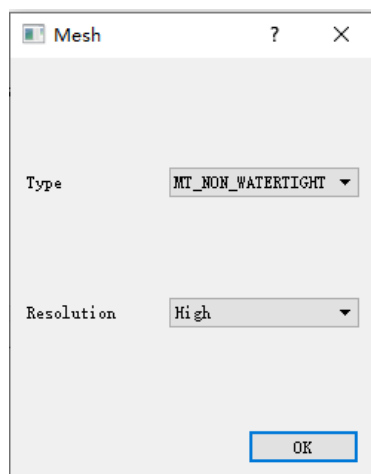 Mesh
Type
MT_NON_WATERTIGHT
Resolution
High
OK